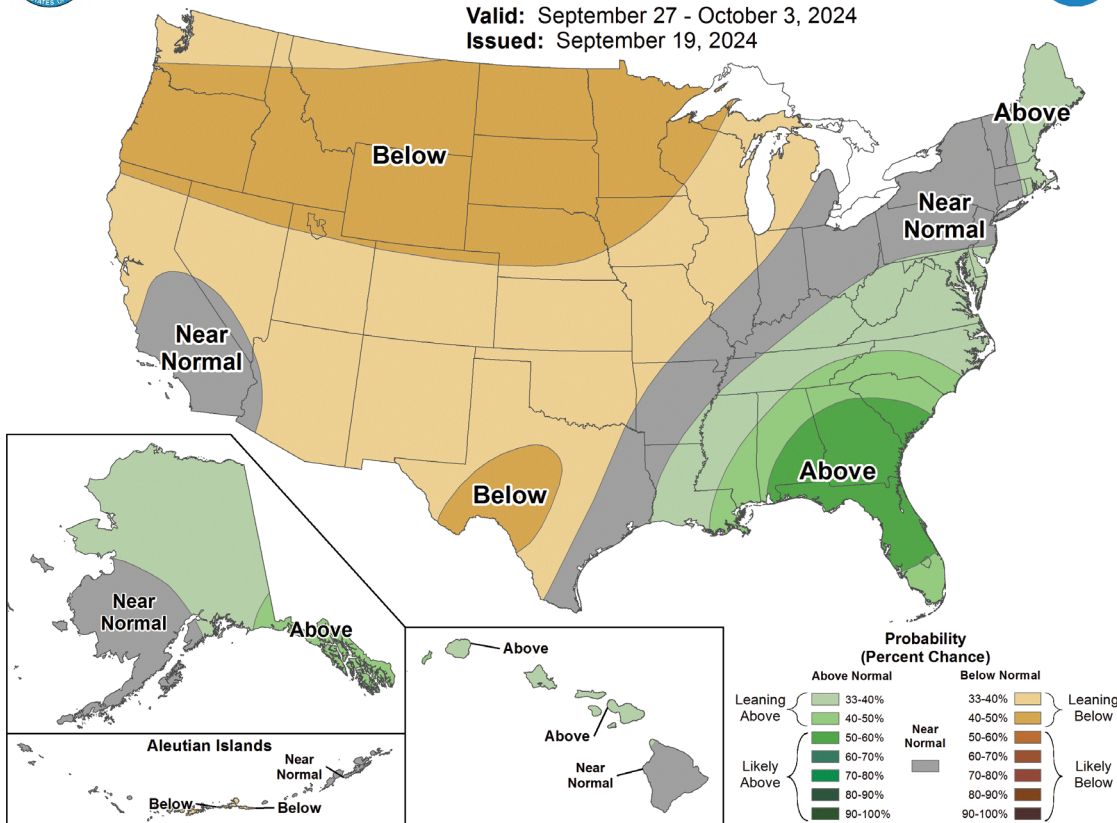 Valid: September 27 - October 3, 2024
Issued: September 19, 2024
Above
Below
Near
Normal
Near
Normal
Above
Below
Near
Normal
Above
Above
Above
Near
Normal
Aleutian Islands
Near
Normal
Below
Below
Probability
(Percent Chance)
Above Normal
Below Normal
Leaning
Above
33-40%
40-50%
Likely
Above
50-60%
60-70%
70-80%
80-90%
90-100%
Near
Normal
33-40%
40-50%
Leaning
Below
50-60%
60-70%
70-80%
80-90%
90-100%
Likely
Below